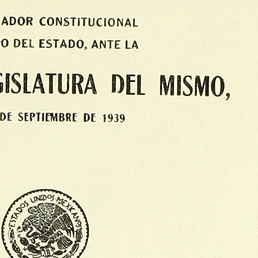 ADOR CONSTITUCIONAL
O DEL ESTADO, ANTE LA
GISLATURA DEL MISMO,
DE SEPTIEMBRE DE 1939
ESTADOS UNIDOS MEXICANOS